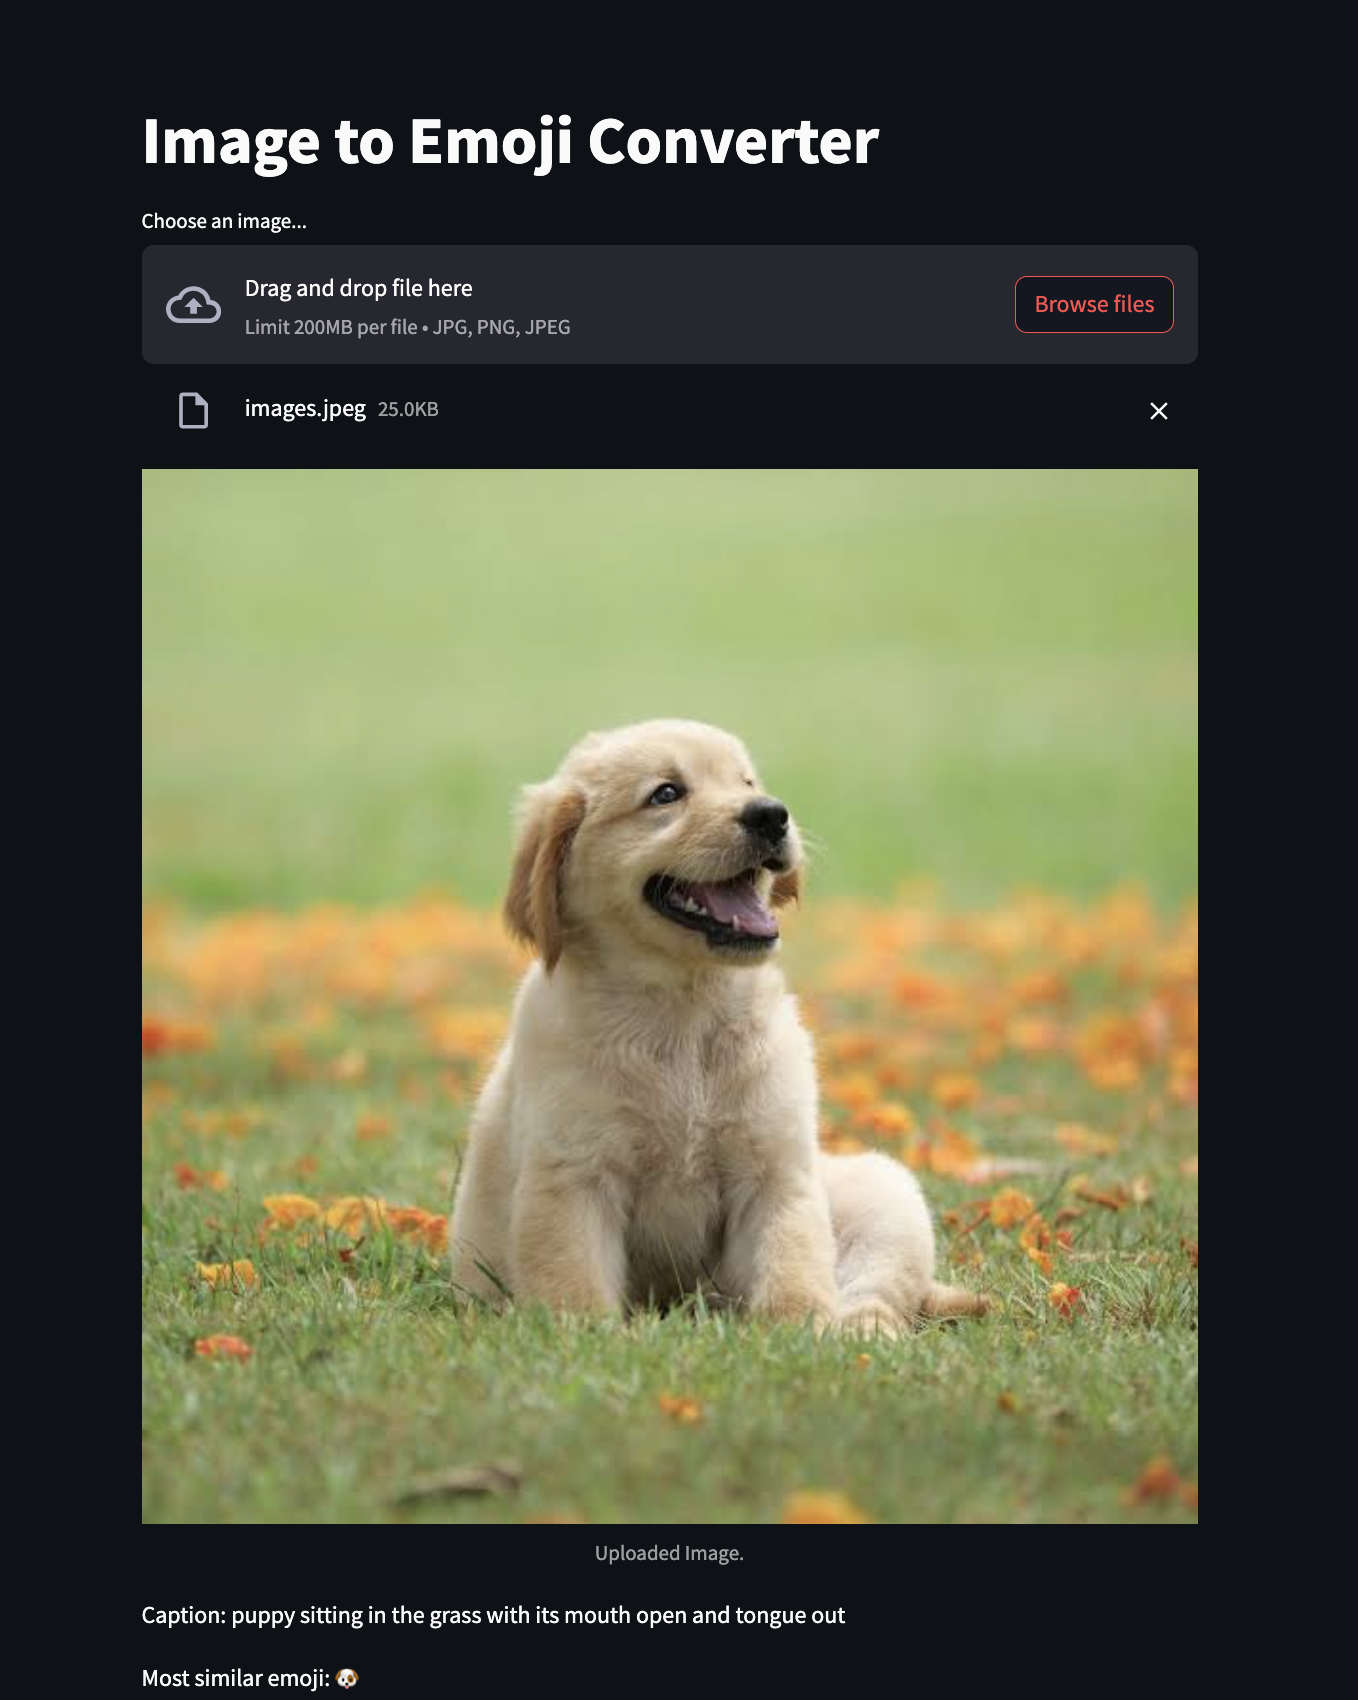 Image to Emoji Converter
Choose an image...
Drag and drop file here
Limit 200MB per file • JPG, PNG, JPEG
Browse files
images.jpeg 25.0KB
Uploaded Image.
Caption: puppy sitting in the grass with its mouth open and tongue out
Most similar emoji: 🐶